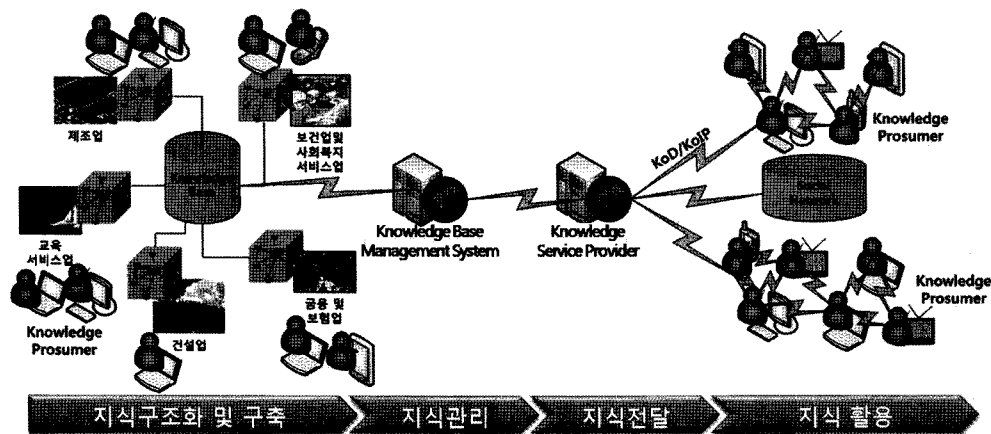 제조업
보건업및
사회복지
서비스업
KoD/KoIP
Knowledge
Prosumer
Knowledge Base
Management System
Knowledge
Service Provider
교육
서비스업
Knowledge
Prosumer
건설업
금융 및
보험업
Knowledge
Prosumer
지식구조화 및 구축
지식관리
지식전달
지식 활용